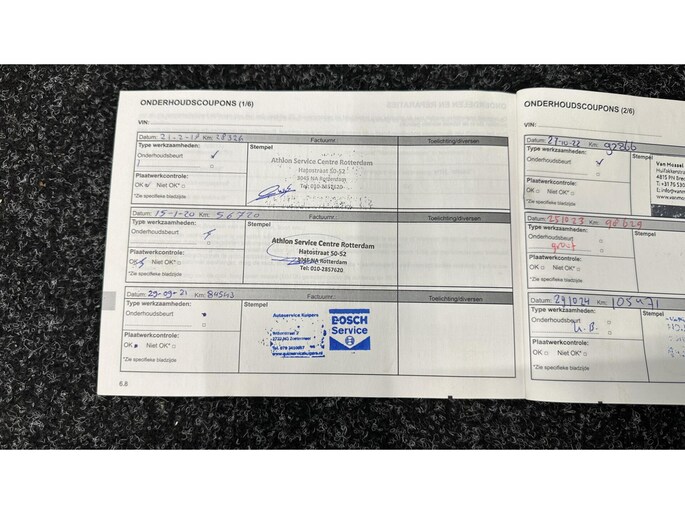 ONDERHOUDSCOUPONS (1/6)
VIN:
Datum: 21-2-18 Km: 28326 Factuurnr. Toelichting/diversen
Type werkzaamheden: Stempel
Onderhoudsbeurt
Athlon Service Centre Rotterdam
Hatostraat 50-52
3047 NA Rotterdam
Tel: 010-2857620
Plaatwerkcontrole:
OK Niet OK*
*Zie specifieke bladzijde
Datum: 15-1-20 Km: 56720 Factuurnr. Toelichting/diversen
Type werkzaamheden: Stempel
Onderhoudsbeurt
Athlon Service Centre Rotterdam
Hatostraat 50-52
Rotterdam
Tel: 010-2857620
Plaatwerkcontrole:
OK Niet OK*
*Zie specifieke bladzijde
Datum: 29-09-21 Km: 84543 Factuurnr. Toelichting/diversen
Type werkzaamheden: Stempel
Onderhoudsbeurt
Autoservice Kuipers
BOSCH
Service
Plaatwerkcontrole:
OK Niet OK*
*Zie specifieke bladzijde
6.8
ONDERHOUDSCOUPONS (2/6)
VIN:
Datum: 27-10-22 Km: 92566
Type werkzaamheden: Stempel
Onderhoudsbeurt
Van Mossel
Plaatwerkcontrole:
OK Niet OK*
*Zie specifieke bladzijde
Datum: 251023 Km: 98629
Type werkzaamheden: Stempel
Onderhoudsbeurt
groot
Plaatwerkcontrole:
OK Niet OK*
*Zie specifieke bladzijde
Datum: 291024 Km: 105471
Type werkzaamheden: Stempel
Onderhoudsbeurt
K.B.
Plaatwerkcontrole:
OK Niet OK*
*Zie specifieke bladzijde